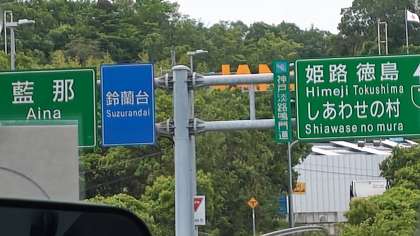 藍那
Aina
鈴蘭台
Suzurandai
神戸淡路鳴門道
姫路 徳島
Himeji Tokushima
しあわせの村
Shiawase no mura